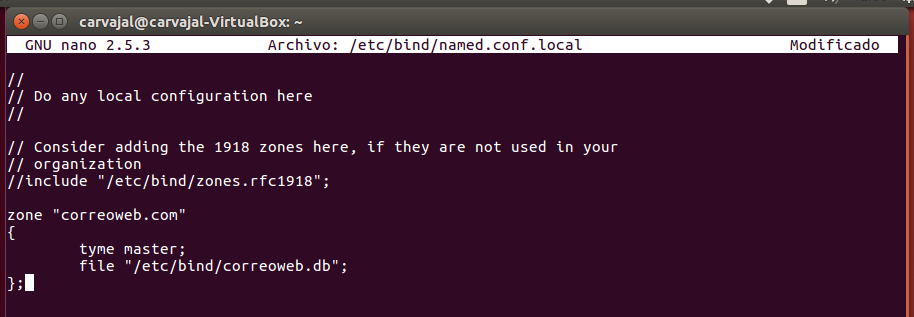 carvajal@carvajal-VirtualBox: ~
GNU nano 2.5.3 Archivo: /etc/bind/named.conf.local Modificado
//
// Do any local configuration here
//
// Consider adding the 1918 zones here, if they are not used in your
// organization
//include "/etc/bind/zones.rfc1918";
zone "correoweb.com"
{
tyme master;
file "/etc/bind/correoweb.db";
};